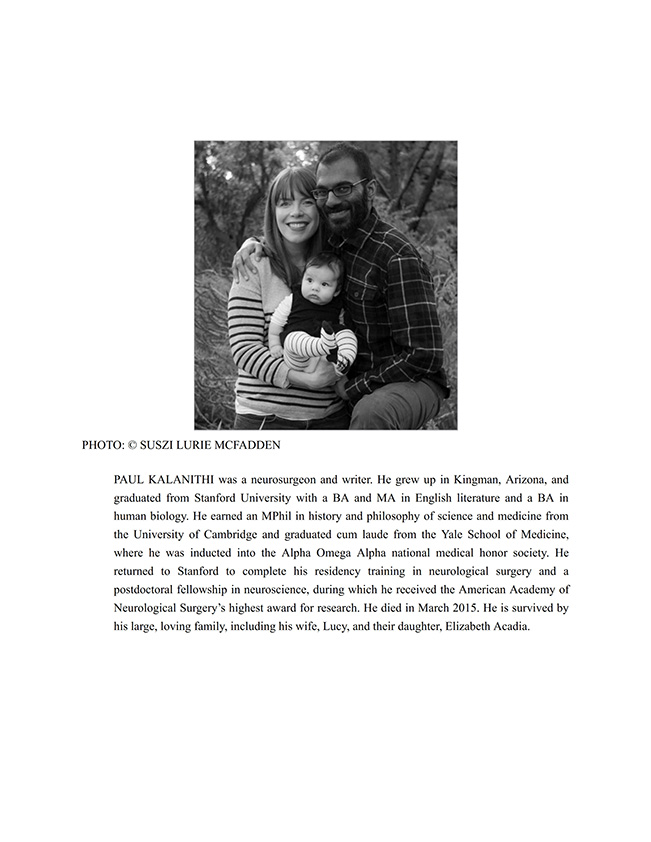 PHOTO: © SUSZI LURIE MCFADDEN
PAUL KALANITHI was a neurosurgeon and writer. He grew up in Kingman, Arizona, and
graduated from Stanford University with a BA and MA in English literature and a BA in
human biology. He earned an MPhil in history and philosophy of science and medicine from
the University of Cambridge and graduated cum laude from the Yale School of Medicine,
where he was inducted into the Alpha Omega Alpha national medical honor society. He
returned to Stanford to complete his residency training in neurological surgery and a
postdoctoral fellowship in neuroscience, during which he received the American Academy of
Neurological Surgery’s highest award for research. He died in March 2015. He is survived by
his large, loving family, including his wife, Lucy, and their daughter, Elizabeth Acadia.